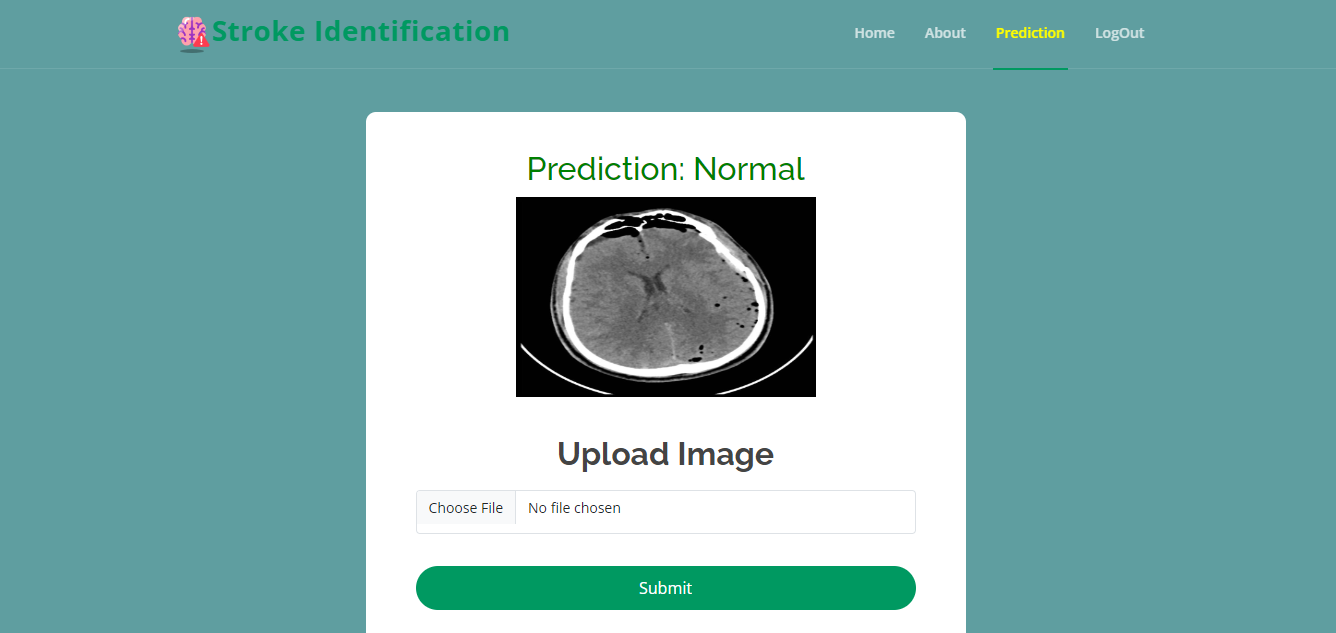 Stroke Identification
Home About Prediction LogOut
Prediction: Normal
Upload Image
Choose File No file chosen
Submit